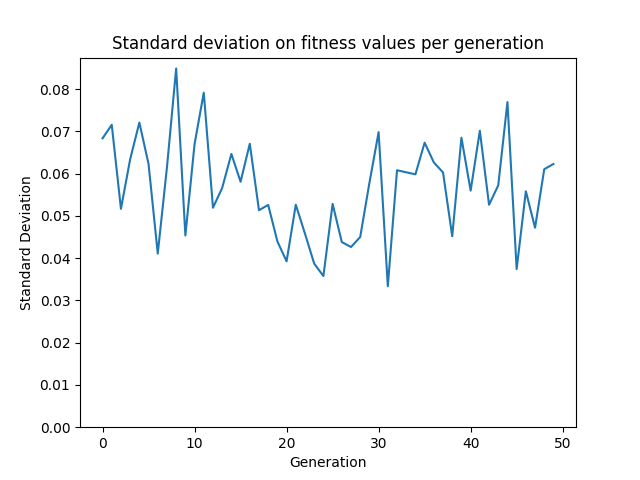 Standard deviation on fitness values per generation
0.08
0.07
0.06
0.05
0.04
0.03
0.02
0.01
0.00
Standard Deviation
0 10 20 30 40 50
Generation